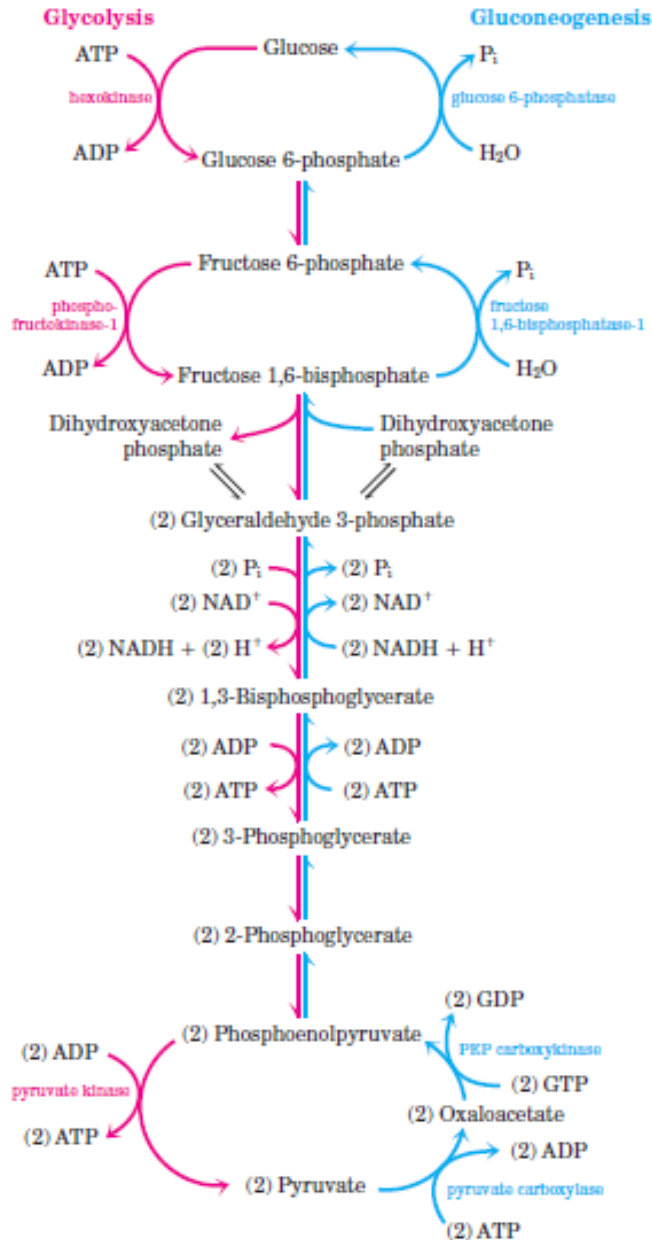 Glycolysis
Gluconeogenesis
ATP
Glucose
Pi
hexokinase
glucose 6-phosphatase
ADP
Glucose 6-phosphate
H2O
ATP
Fructose 6-phosphate
Pi
phospho-
fructokinase-1
fructose
1,6-bisphosphatase-1
ADP
Fructose 1,6-bisphosphate
H2O
Dihydroxyacetone
phosphate
Dihydroxyacetone
phosphate
(2) Glyceraldehyde 3-phosphate
(2) Pi
(2) Pi
(2) NAD+
(2) NAD+
(2) NADH + (2) H+
(2) NADH + H+
(2) 1,3-Bisphosphoglycerate
(2) ADP
(2) ADP
(2) ATP
(2) ATP
(2) 3-Phosphoglycerate
(2) 2-Phosphoglycerate
(2) GDP
(2) Phosphoenolpyruvate
(2) ADP
PEP carboxykinase
pyruvate kinase
(2) GTP
(2) Oxaloacetate
(2) ATP
(2) ADP
(2) Pyruvate
pyruvate carboxylase
(2) ATP